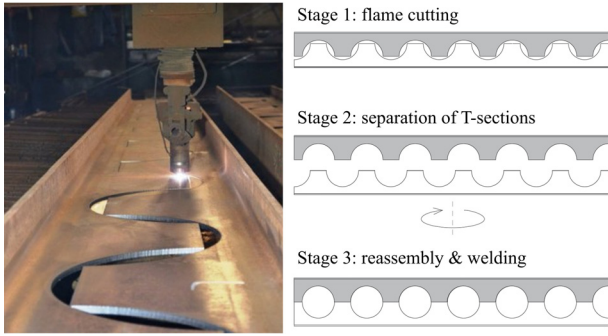 Stage 1: flame cutting
Stage 2: separation of T-sections
Stage 3: reassembly & welding